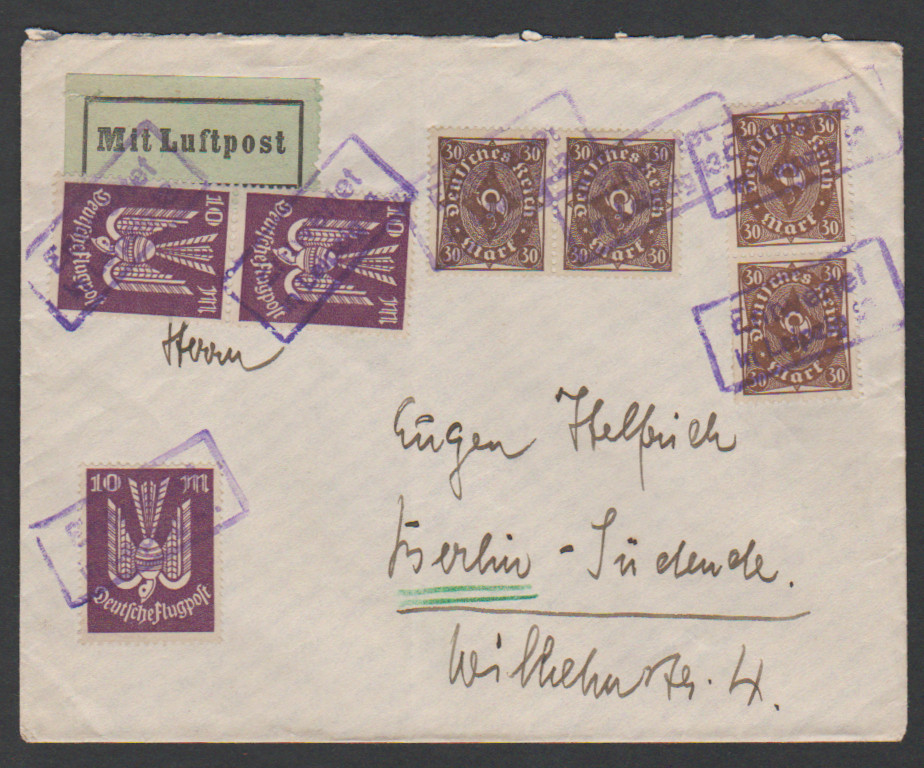 Mit Luftpost
10 M
Deutsche Flugpost
10 M
Deutsche Flugpost
30 30
Deutsches Reich
Mark
30 30
30 30
Deutsches Reich
Mark
30 30
30 30
Deutsches Reich
Mark
30
30 30
Deutsches Reich
Mark
30 30
Herrn
Eugen Helfrich
Berlin - Südende.
Wilhelmstr. 4.
10 M
Deutsche Flugpost